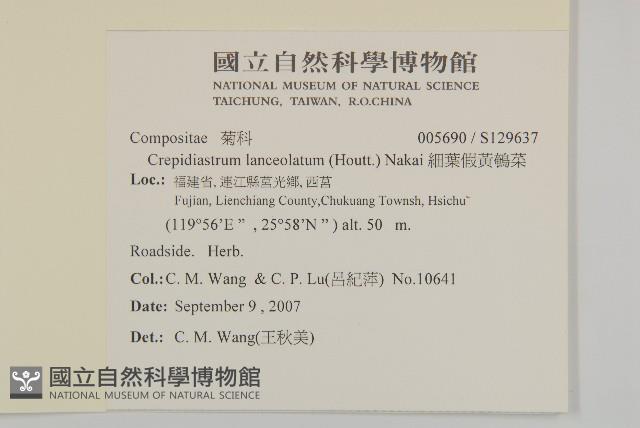 國立自然科學博物館
NATIONAL MUSEUM OF NATURAL SCIENCE
TAICHUNG, TAIWAN, R.O.CHINA
Compositae 菊科 005690 / S129637
Crepidiastrum lanceolatum (Houtt.) Nakai 細葉假黃鵪菜
Loc.: 福建省, 連江縣莒光鄉, 西莒
Fujian, Lienchiang County,Chukuang Townsh, Hsichu~
(119°56’E ” , 25°58’N ” ) alt. 50 m.
Roadside. Herb.
Col.: C. M. Wang & C. P. Lu(呂紀萍) No.10641
Date: September 9 , 2007
Det.: C. M. Wang(王秋美)
國立自然科學博物館
NATIONAL MUSEUM OF NATURAL SCIENCE